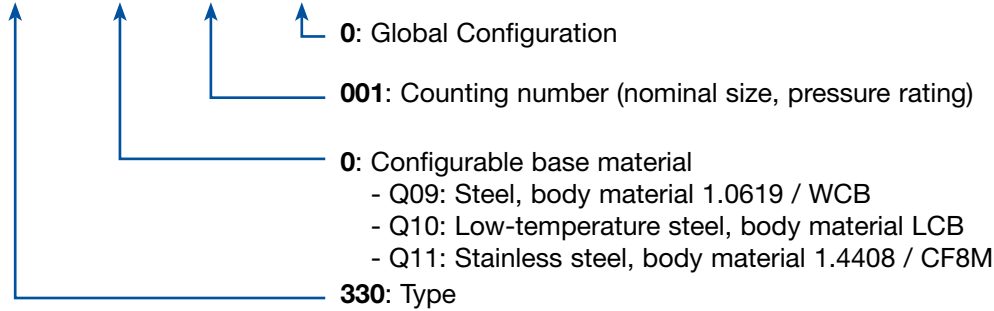 0: Global Configuration
001: Counting number (nominal size, pressure rating)
0: Configurable base material
- Q09: Steel, body material 1.0619 / WCB
- Q10: Low-temperature steel, body material LCB
- Q11: Stainless steel, body material 1.4408 / CF8M
330: Type